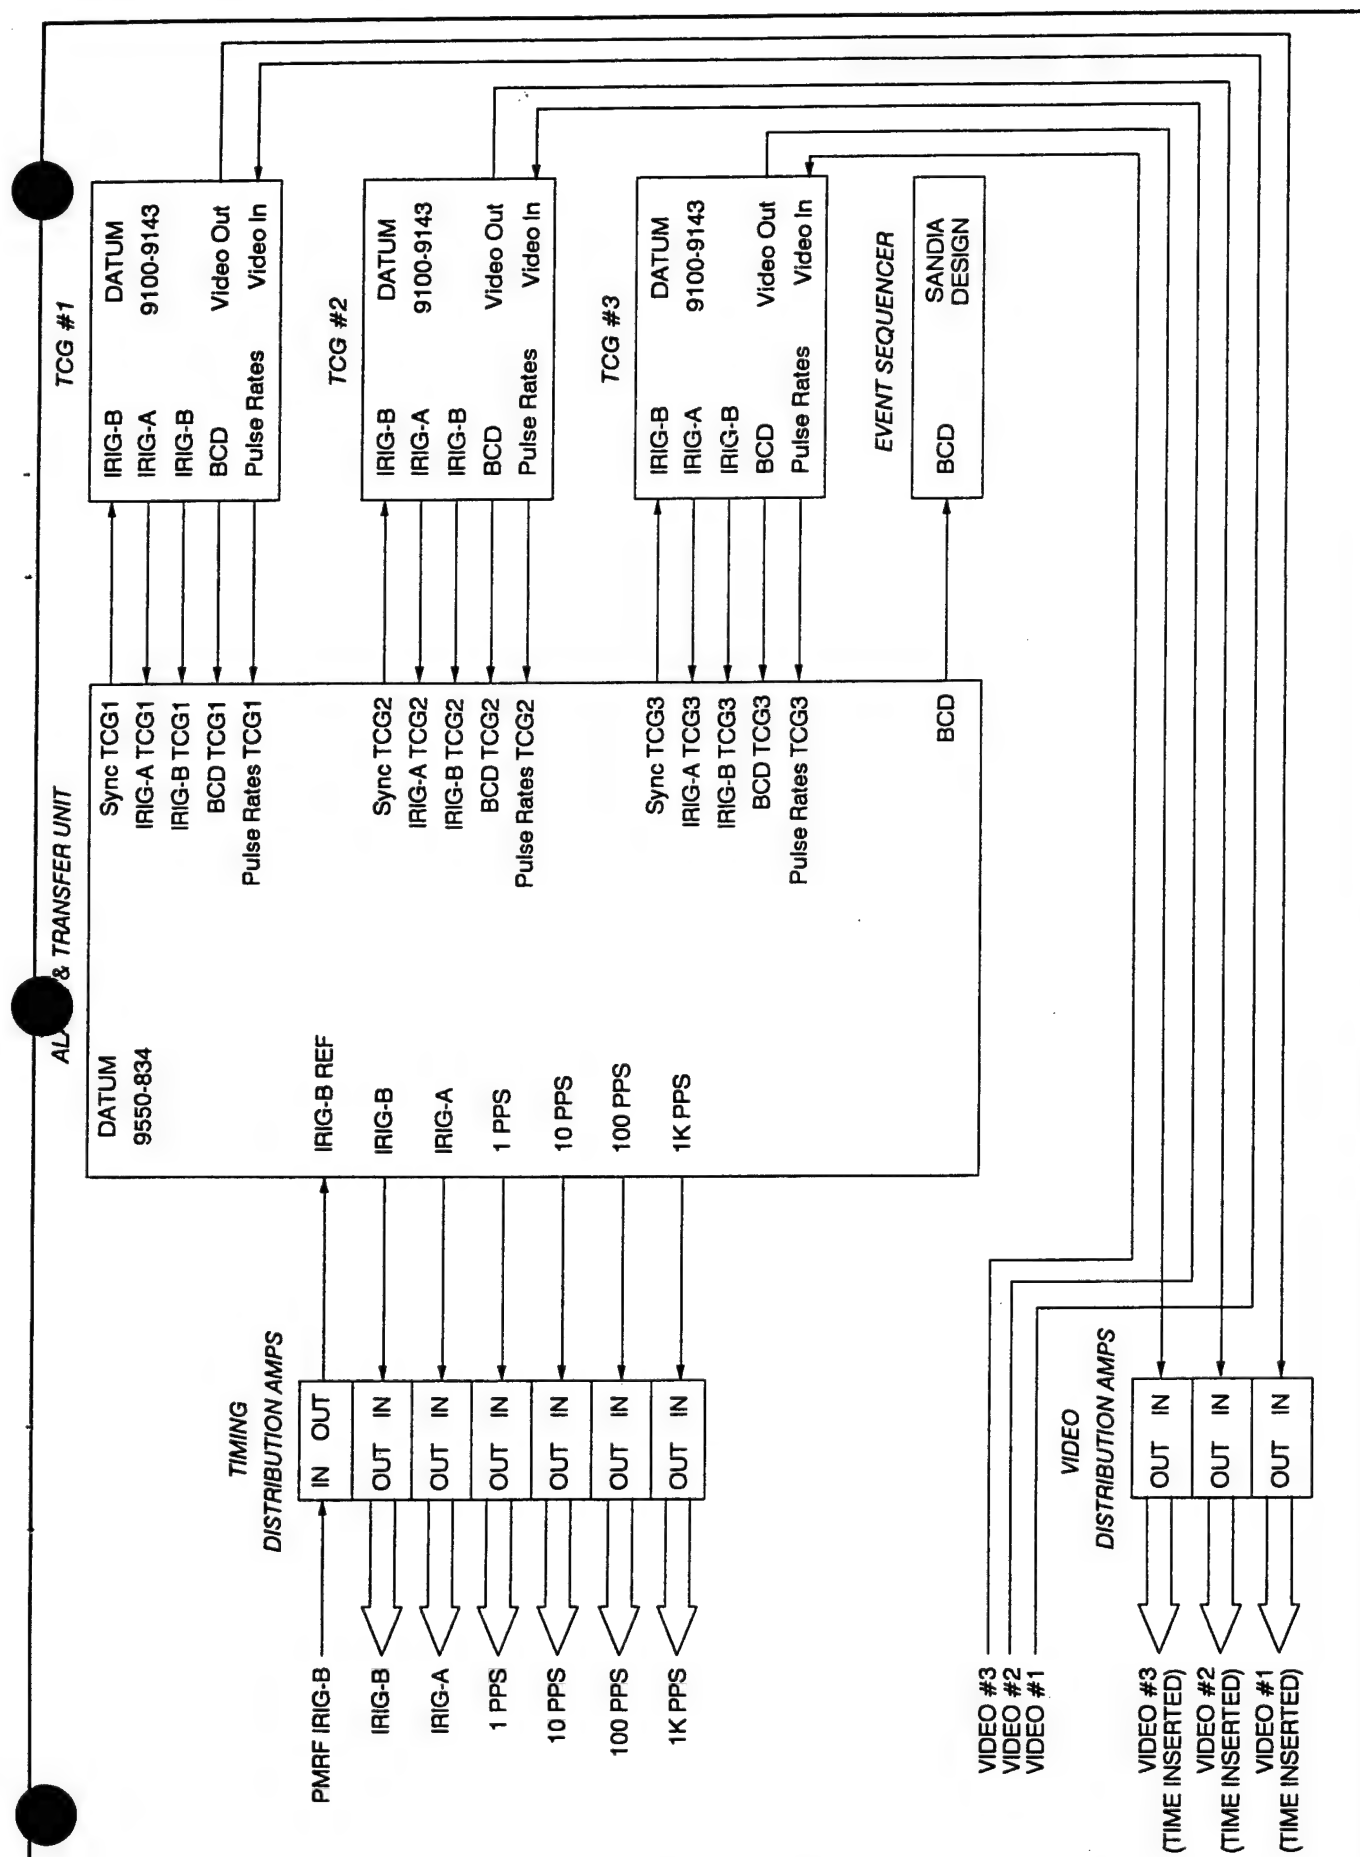 TCG #1
DATUM
9100-9143
IRIG-B
IRIG-A
IRIG-B
BCD
Pulse Rates
Video Out
Video In
TCG #2
DATUM
9100-9143
IRIG-B
IRIG-A
IRIG-B
BCD
Pulse Rates
Video Out
Video In
TCG #3
DATUM
9100-9143
IRIG-B
IRIG-A
IRIG-B
BCD
Pulse Rates
Video Out
Video In
EVENT SEQUENCER
BCD
SANDIA
DESIGN
& TRANSFER UNIT
DATUM
9550-834
Sync TCG1
IRIG-A TCG1
IRIG-B TCG1
BCD TCG1
Pulse Rates TCG1
Sync TCG2
IRIG-A TCG2
IRIG-B TCG2
BCD TCG2
Pulse Rates TCG2
Sync TCG3
IRIG-A TCG3
IRIG-B TCG3
BCD TCG3
Pulse Rates TCG3
BCD
IRIG-B REF
IRIG-B
IRIG-A
1 PPS
10 PPS
100 PPS
1K PPS
TIMING
DISTRIBUTION AMPS
IN OUT
OUT IN
OUT IN
OUT IN
OUT IN
OUT IN
OUT IN
PMRF IRIG-B
IRIG-B
IRIG-A
1 PPS
10 PPS
100 PPS
1K PPS
VIDEO #3
VIDEO #2
VIDEO #1
VIDEO
DISTRIBUTION AMPS
OUT IN
OUT IN
OUT IN
VIDEO #3
(TIME INSERTED)
VIDEO #2
(TIME INSERTED)
VIDEO #1
(TIME INSERTED)